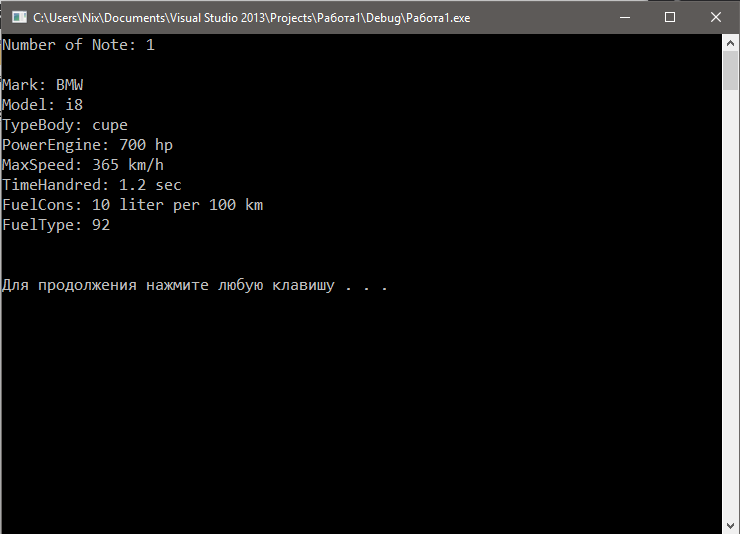 C:\Users\Nix\Documents\Visual Studio 2013\Projects\Работа1\Debug\Работа1.exe
Number of Note: 1
Mark: BMW
Model: i8
TypeBody: cupe
PowerEngine: 700 hp
MaxSpeed: 365 km/h
TimeHandred: 1.2 sec
FuelCons: 10 liter per 100 km
FuelType: 92
Для продолжения нажмите любую клавишу . . .